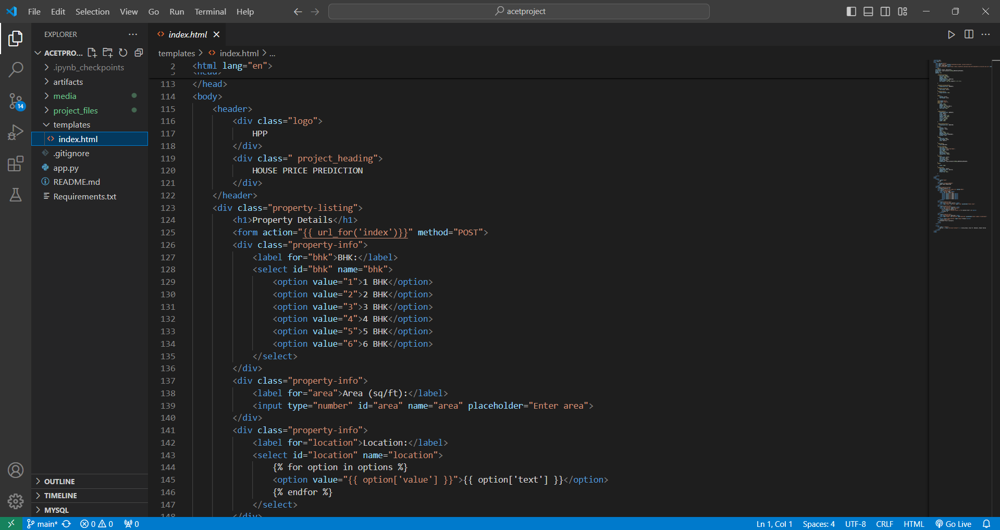 File Edit Selection View Go Run Terminal Help
acetproject
EXPLORER
index.html
ACETPRO...
templates > index.html > ...
.ipynb_checkpoints
artifacts
media
project_files
templates
index.html
.gitignore
app.py
README.md
Requirements.txt
OUTLINE
TIMELINE
MYSQL
14
2 <html lang="en">
3 <head>
113 </head>
114 <body>
115 <header>
116 <div class="logo">
117 HPP
118 </div>
119 <div class=" project_heading">
120 HOUSE PRICE PREDICTION
121 </div>
122 </header>
123 <div class="property-listing">
124 <h1>Property Details</h1>
125 <form action="{{ url_for('index')}}" method="POST">
126 <div class="property-info">
127 <label for="bhk">BHK:</label>
128 <select id="bhk" name="bhk">
129 <option value="1">1 BHK</option>
130 <option value="2">2 BHK</option>
131 <option value="3">3 BHK</option>
132 <option value="4">4 BHK</option>
133 <option value="5">5 BHK</option>
134 <option value="6">6 BHK</option>
135 </select>
136 </div>
137 <div class="property-info">
138 <label for="area">Area (sq/ft):</label>
139 <input type="number" id="area" name="area" placeholder="Enter area">
140 </div>
141 <div class="property-info">
142 <label for="location">Location:</label>
143 <select id="location" name="location">
144 {% for option in options %}
145 <option value="{{ option['value'] }}">{{ option['text'] }}</option>
146 {% endfor %}
147 </select>
148 </div>
main* 0 0 0
Ln 1, Col 1 Spaces: 4 UTF-8 CRLF HTML Go Live